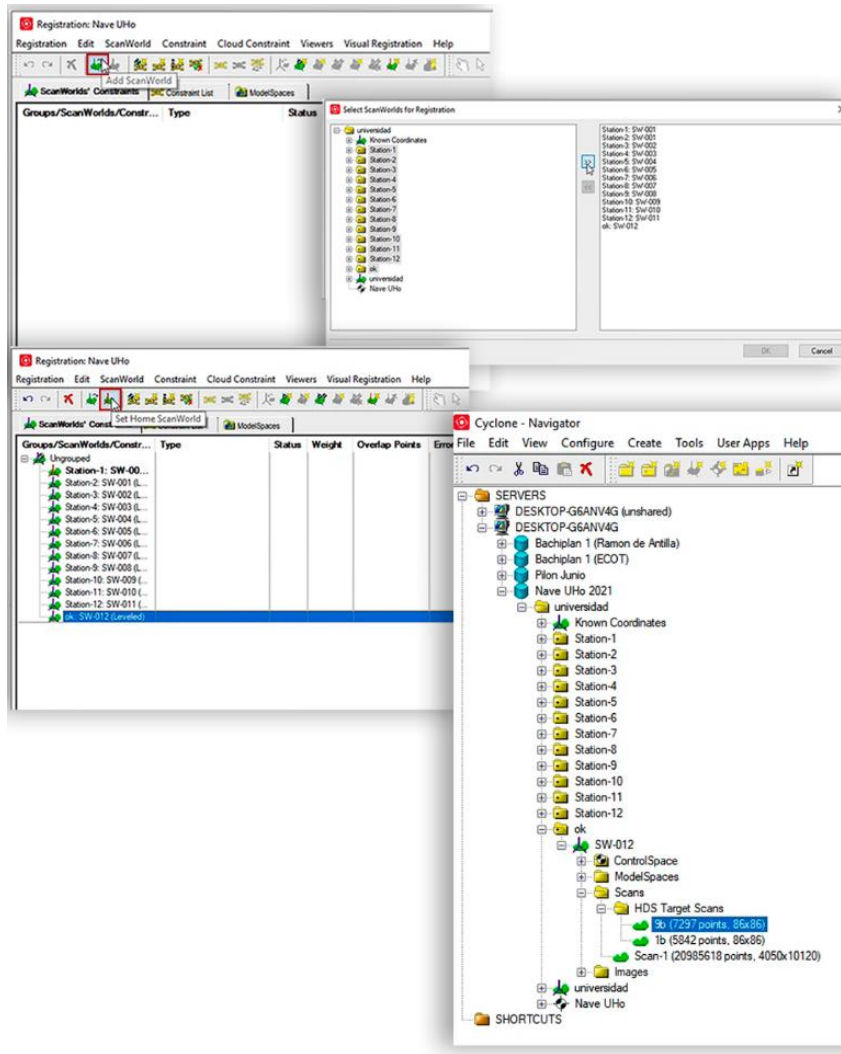 Registration: Nave UHo
Registration Edit ScanWorld Constraint Cloud Constraint Viewers Visual Registration Help
Add ScanWorld
ScanWorlds' Constraints Constraint List ModelSpaces
Groups/ScanWorlds/Constr... Type Status
Select ScanWorlds for Registration
universidad
Known Coordinates
Station-1
Station-2
Station-3
Station-4
Station-5
Station-6
Station-7
Station-8
Station-9
Station-10
Station-11
Station-12
ok
universidad
Nave UHo
>>
<<
Station-1: SW-001
Station-2: SW-001
Station-3: SW-002
Station-4: SW-003
Station-5: SW-004
Station-6: SW-005
Station-7: SW-006
Station-8: SW-007
Station-9: SW-008
Station-10: SW-009
Station-11: SW-010
Station-12: SW-011
ok: SW-012
OK Cancel
Registration: Nave UHo
Registration Edit ScanWorld Constraint Cloud Constraint Viewers Visual Registration Help
Set Home ScanWorld
ScanWorlds' ModelSpaces
Groups/ScanWorlds/Constr... Type Status Weight Overlap Points
Ungrouped
Station-1: SW-00...
Station-2: SW-001 (L...
Station-3: SW-002 (L...
Station-4: SW-003 (L...
Station-5: SW-004 (L...
Station-6: SW-005 (L...
Station-7: SW-006 (L...
Station-8: SW-007 (L...
Station-9: SW-008 (L...
Station-10: SW-009 (...
Station-11: SW-010 (...
Station-12: SW-011 (...
ok: SW-012 (Leveled)
Cyclone - Navigator
File Edit View Configure Create Tools User Apps Help
SERVERS
DESKTOP-G6ANV4G (unshared)
DESKTOP-G6ANV4G
Bachiplan 1 (Ramon de Antilla)
Bachiplan 1 (ECOT)
Pilon Junio
Nave UHo 2021
universidad
Known Coordinates
Station-1
Station-2
Station-3
Station-4
Station-5
Station-6
Station-7
Station-8
Station-9
Station-10
Station-11
Station-12
ok
SW-012
ControlSpace
ModelSpaces
Scans
HDS Target Scans
9b (7297 points, 86x86)
1b (5842 points, 86x86)
Scan-1 (20985618 points, 4050x10120)
Images
universidad
Nave UHo
SHORTCUTS